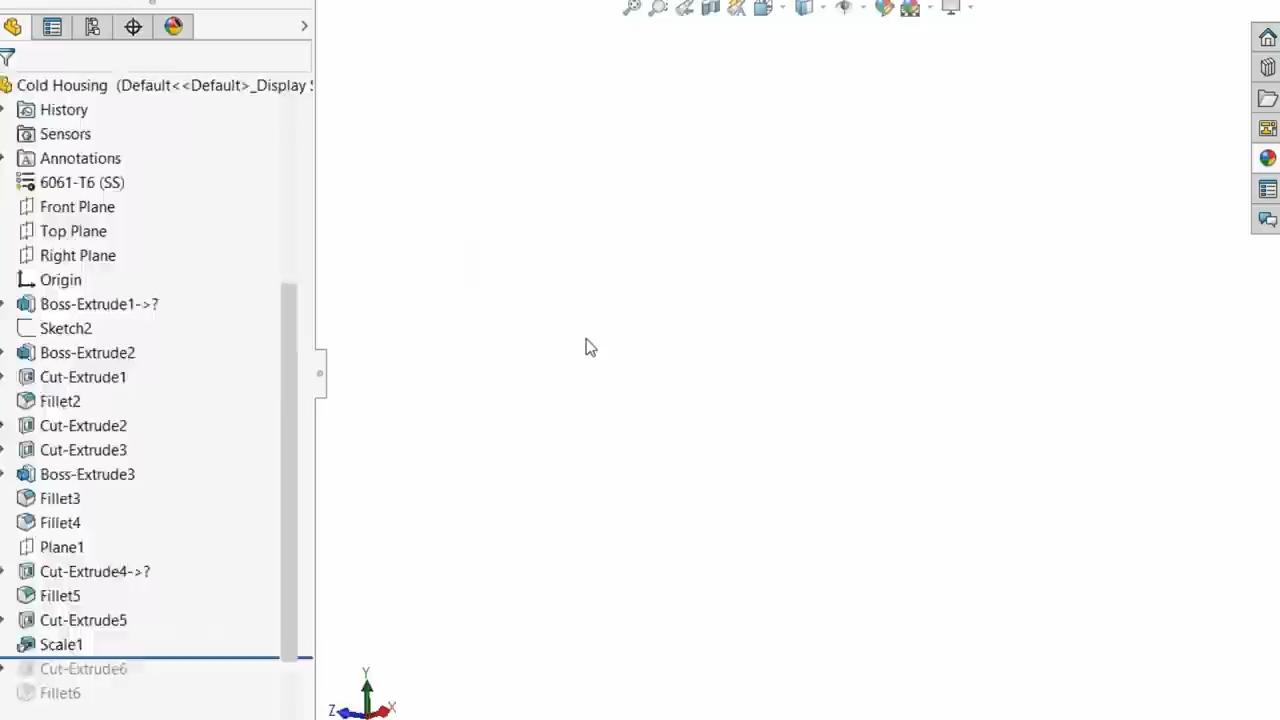 Cold Housing (Default<<Default>_Display
History
Sensors
Annotations
6061-T6 (SS)
Front Plane
Top Plane
Right Plane
Origin
Boss-Extrude1->?
Sketch2
Boss-Extrude2
Cut-Extrude1
Fillet2
Cut-Extrude2
Cut-Extrude3
Boss-Extrude3
Fillet3
Fillet4
Plane1
Cut-Extrude4->?
Fillet5
Cut-Extrude5
Scale1
Cut-Extrude6
Fillet6
Y
Z X